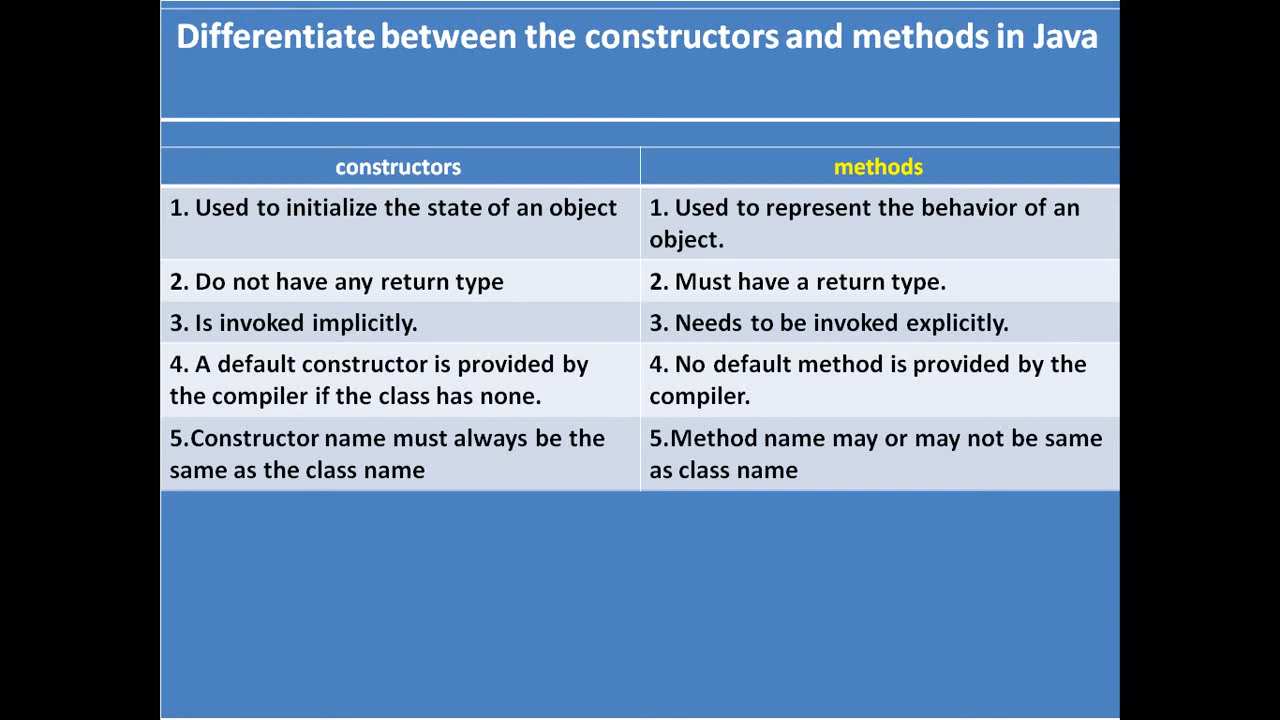 Differentiate between the constructors and methods in Java
constructors
methods
1. Used to initialize the state of an object
1. Used to represent the behavior of an
object.
2. Do not have any return type
2. Must have a return type.
3. Is invoked implicitly.
3. Needs to be invoked explicitly.
4. A default constructor is provided by
the compiler if the class has none.
4. No default method is provided by the
compiler.
5.Constructor name must always be the
same as the class name
5.Method name may or may not be same
as class name